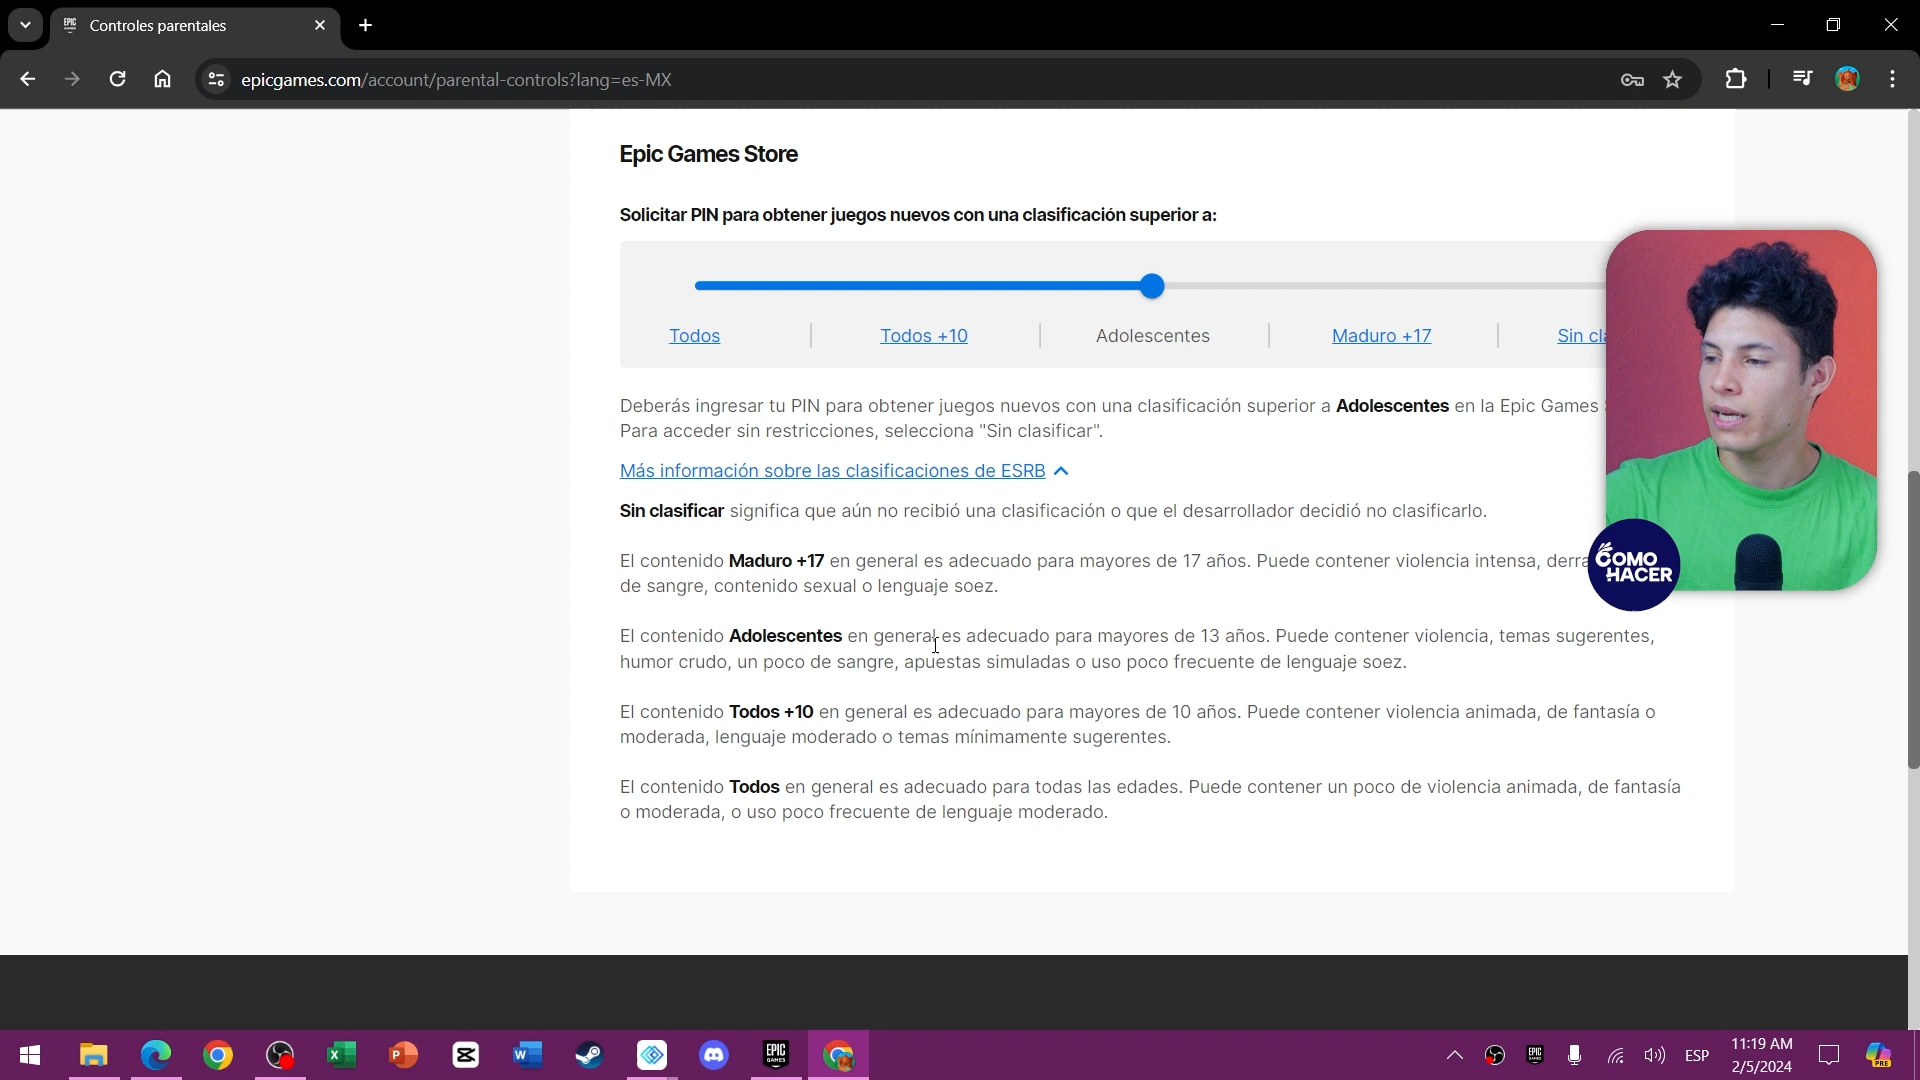 Controles parentales
epicgames.com/account/parental-controls?lang=es-MX
Epic Games Store
Solicitar PIN para obtener juegos nuevos con una clasificación superior a:
Todos
Todos +10
Adolescentes
Maduro +17
Sin
Deberás ingresar tu PIN para obtener juegos nuevos con una clasificación superior a Adolescentes en la Epic Games
Para acceder sin restricciones, selecciona "Sin clasificar".
Más información sobre las clasificaciones de ESRB
Sin clasificar significa que aún no recibió una clasificación o que el desarrollador decidió no clasificarlo.
El contenido Maduro +17 en general es adecuado para mayores de 17 años. Puede contener violencia intensa,
de sangre, contenido sexual o lenguaje soez.
El contenido Adolescentes en general es adecuado para mayores de 13 años. Puede contener violencia, temas sugerentes,
humor crudo, un poco de sangre, apuestas simuladas o uso poco frecuente de lenguaje soez.
El contenido Todos +10 en general es adecuado para mayores de 10 años. Puede contener violencia animada, de fantasía o
moderada, lenguaje moderado o temas mínimamente sugerentes.
El contenido Todos en general es adecuado para todas las edades. Puede contener un poco de violencia animada, de fantasía
o moderada, o uso poco frecuente de lenguaje moderado.
COMO
HACER
EPIC
GAMES
ESP
11:19 AM
2/5/2024
PRE